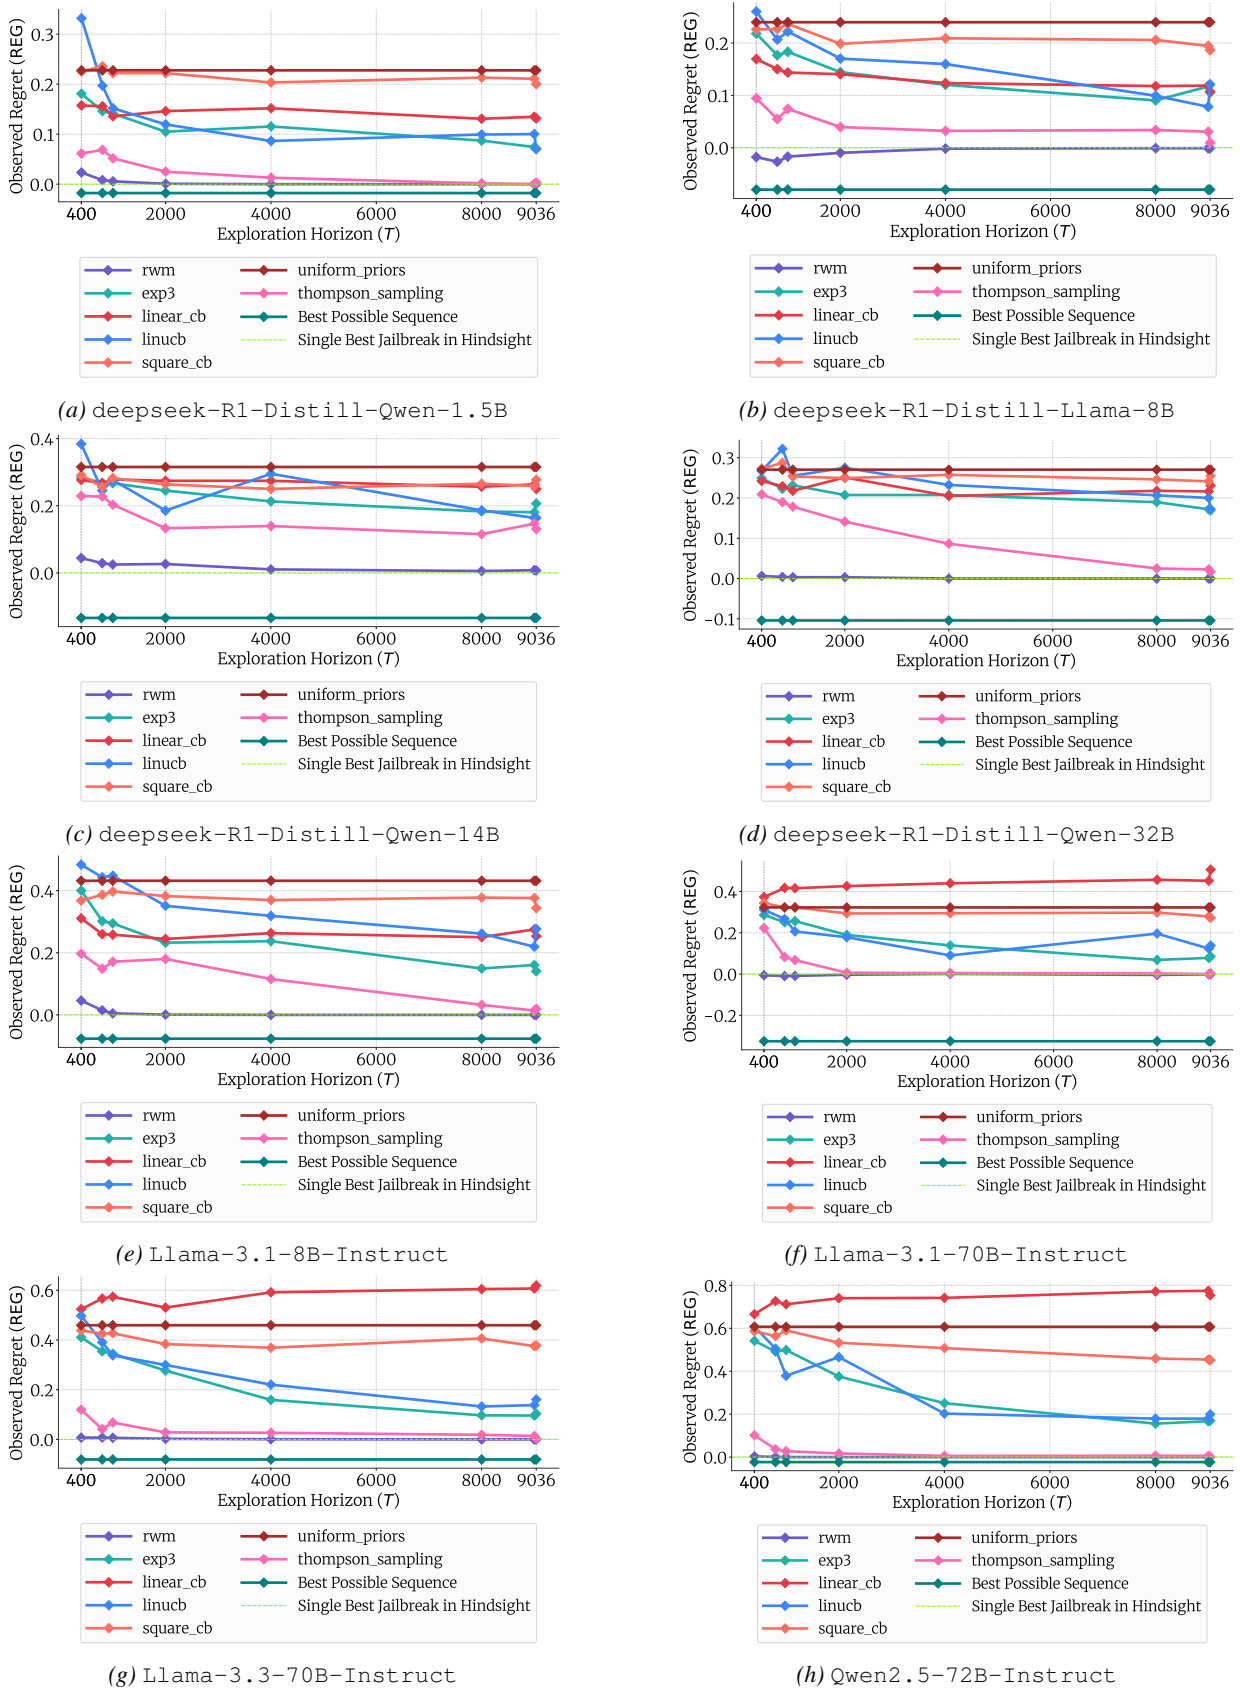 Observed Regret (REG)
0.3
0.2
0.1
0.0
400 2000 4000 6000 8000 9036
Exploration Horizon (T)
rwm uniform_priors
exp3 thompson_sampling
linear_cb Best Possible Sequence
linucb Single Best Jailbreak in Hindsight
square_cb
(a) deepseek-R1-Distill-Qwen-1.5B
Observed Regret (REG)
0.2
0.1
0.0
400 2000 4000 6000 8000 9036
Exploration Horizon (T)
rwm uniform_priors
exp3 thompson_sampling
linear_cb Best Possible Sequence
linucb Single Best Jailbreak in Hindsight
square_cb
(b) deepseek-R1-Distill-Llama-8B
Observed Regret (REG)
0.4
0.2
0.0
400 2000 4000 6000 8000 9036
Exploration Horizon (T)
rwm uniform_priors
exp3 thompson_sampling
linear_cb Best Possible Sequence
linucb Single Best Jailbreak in Hindsight
square_cb
(c) deepseek-R1-Distill-Qwen-14B
Observed Regret (REG)
0.3
0.2
0.1
0.0
−0.1
400 2000 4000 6000 8000 9036
Exploration Horizon (T)
rwm uniform_priors
exp3 thompson_sampling
linear_cb Best Possible Sequence
linucb Single Best Jailbreak in Hindsight
square_cb
(d) deepseek-R1-Distill-Qwen-32B
Observed Regret (REG)
0.4
0.2
0.0
400 2000 4000 6000 8000 9036
Exploration Horizon (T)
rwm uniform_priors
exp3 thompson_sampling
linear_cb Best Possible Sequence
linucb Single Best Jailbreak in Hindsight
square_cb
(e) Llama-3.1-8B-Instruct
Observed Regret (REG)
0.4
0.2
0.0
−0.2
400 2000 4000 6000 8000 9036
Exploration Horizon (T)
rwm uniform_priors
exp3 thompson_sampling
linear_cb Best Possible Sequence
linucb Single Best Jailbreak in Hindsight
square_cb
(f) Llama-3.1-70B-Instruct
Observed Regret (REG)
0.6
0.4
0.2
0.0
400 2000 4000 6000 8000 9036
Exploration Horizon (T)
rwm uniform_priors
exp3 thompson_sampling
linear_cb Best Possible Sequence
linucb Single Best Jailbreak in Hindsight
square_cb
(g) Llama-3.3-70B-Instruct
Observed Regret (REG)
0.8
0.6
0.4
0.2
0.0
400 2000 4000 6000 8000 9036
Exploration Horizon (T)
rwm uniform_priors
exp3 thompson_sampling
linear_cb Best Possible Sequence
linucb Single Best Jailbreak in Hindsight
square_cb
(h) Qwen2.5-72B-Instruct